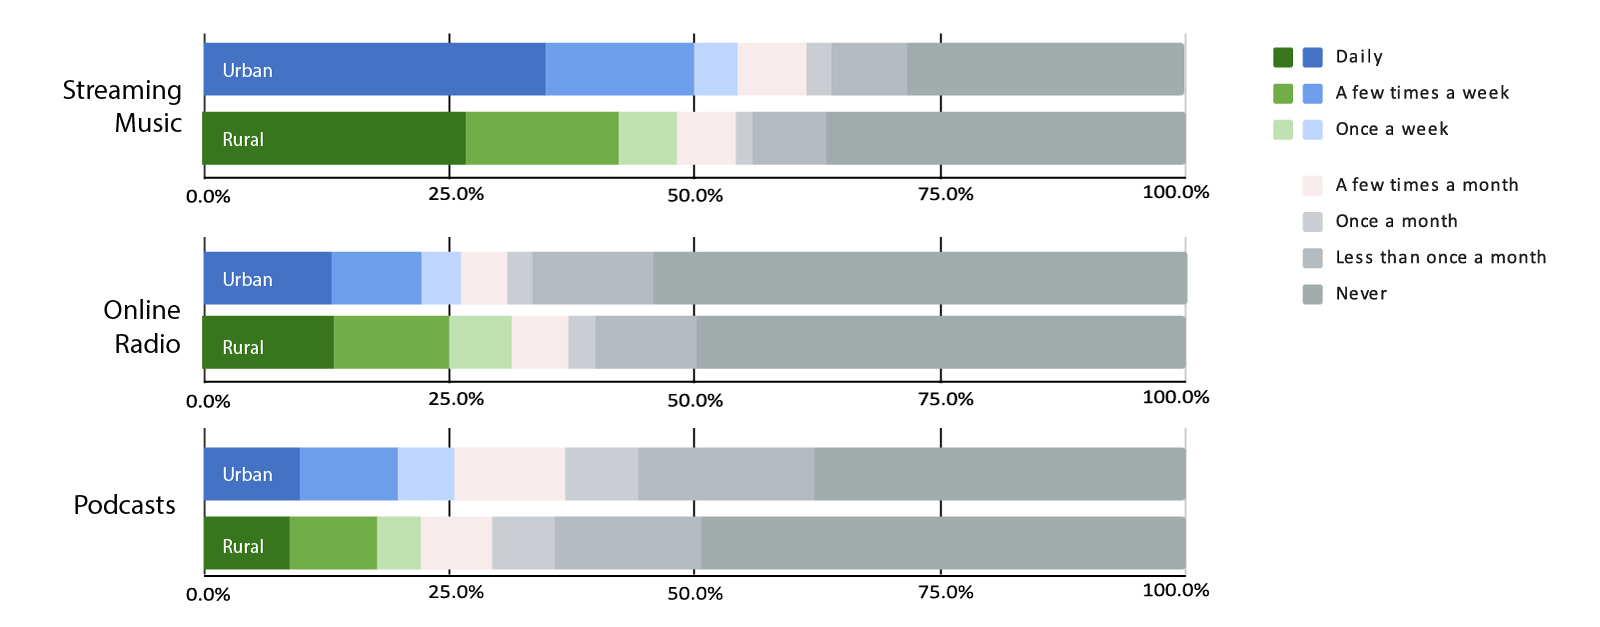 Streaming
Music
Urban
Rural
0.0%
25.0%
50.0%
75.0%
100.0%
Online
Radio
Urban
Rural
0.0%
25.0%
50.0%
75.0%
100.0%
Podcasts
Urban
Rural
0.0%
25.0%
50.0%
75.0%
100.0%
Daily
A few times a week
Once a week
A few times a month
Once a month
Less than once a month
Never